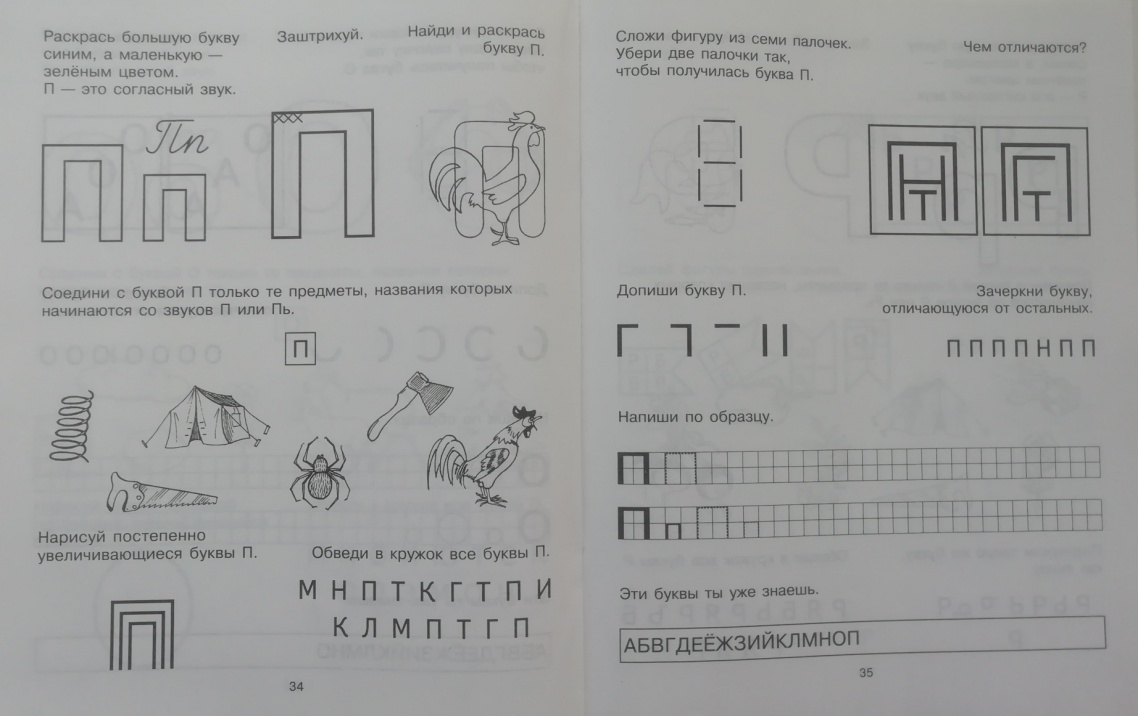 Раскрась большую букву
синим, а маленькую —
зелёным цветом.
П — это согласный звук.
Пп
Пп
Заштрихуй.
П
Найди и раскрась
букву П.
П
Соедини с буквой П только те предметы, названия которых
начинаются со звуков П или Пь.
П
Нарисуй постепенно
увеличивающиеся буквы П.
П
Обведи в кружок все буквы П.
М Н П Т К Г Т П И
К Л М П Т Г П
34
Сложи фигуру из семи палочек.
Убери две палочки так,
чтобы получилась буква П.
Чем отличаются?
П Н Т
П Г Т
Допиши букву П.
Зачеркни букву,
отличающуюся от остальных.
П П П П Н П П
Напиши по образцу.
П П
П п П п
Эти буквы ты уже знаешь.
АБВГДЕЁЖЗИЙКЛМНОП
35